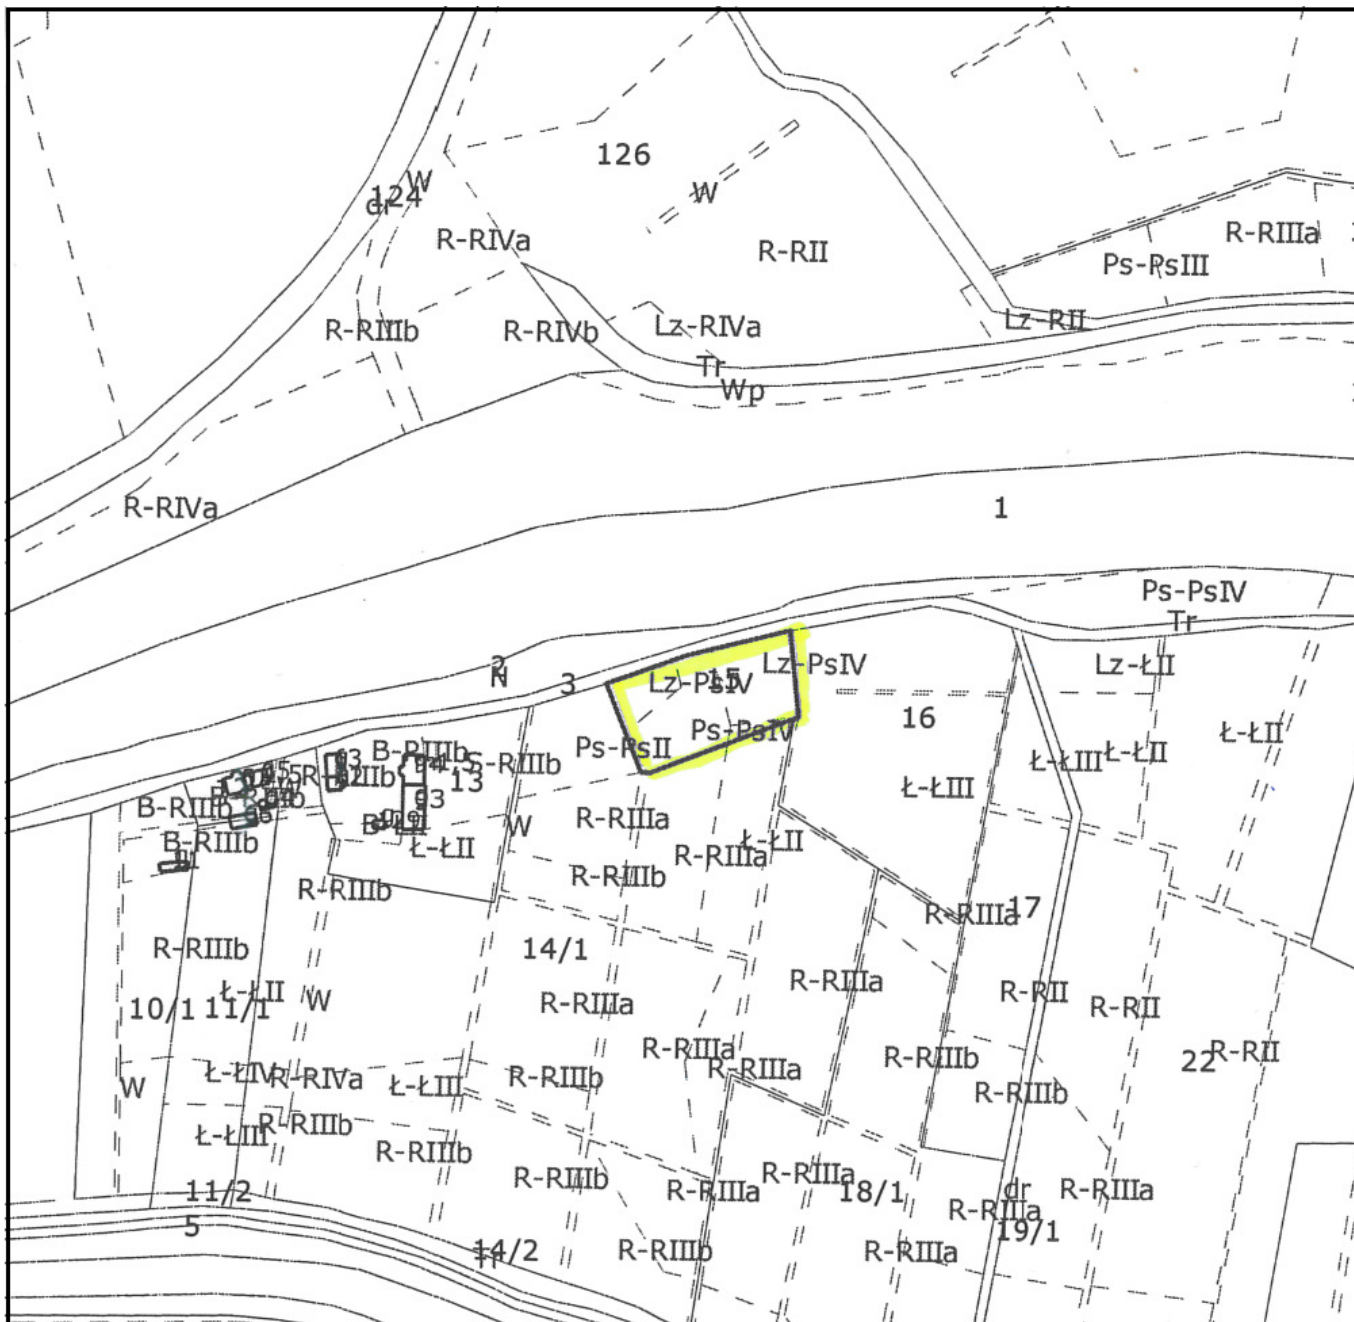 126
W
W
124
dr
R-RIVa
R-RII
R-RIIIa
Ps-PsIII
R-RIIIb
R-RIVb
Lz-RIVa
Lz-RII
Tr
Wp
R-RIVa
1
Ps-PsIV
Tr
2
N
3
Lz-PsIV
15
Lz-PsIV
Lz-ŁII
16
Ps-PsIV
Ps-PsII
Ł-ŁII
Ł-ŁII
Ł-ŁIII
B-RIIIb
S-RIIIb
13
Ł-ŁIII
B-RIIIb
B-RIIIb
W
R-RIIIa
Ł-ŁII
R-RIIIa
Ł-ŁII
R-RIIIb
R-RIIIb
17
R-RIIIa
R-RIIIb
14/1
Ł-ŁII
W
10/1
11/1
R-RIIIa
R-RIIIa
R-RII
R-RII
R-RIIIa
R-RIIIa
R-RIIIb
22
R-RII
Ł-ŁIV
R-RIVa
Ł-ŁIII
R-RIIIb
R-RIIIb
W
R-RIIIb
Ł-ŁIII
R-RIIIb
R-RIIIb
R-RIIIa
R-RIIIa
18/1
dr
R-RIIIa
R-RIIIa
19/1
11/2
5
14/2
Tr
R-RIIIb
R-RIIIa